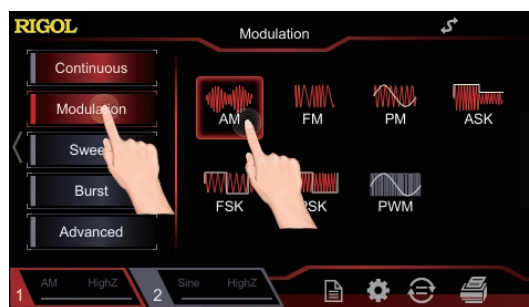 RIGOL
Modulation
Continuous
Modulation
Sweep
Burst
Advanced
AM
FM
PM
ASK
FSK
PSK
PWM
1
AM
HighZ
2
Sine
HighZ